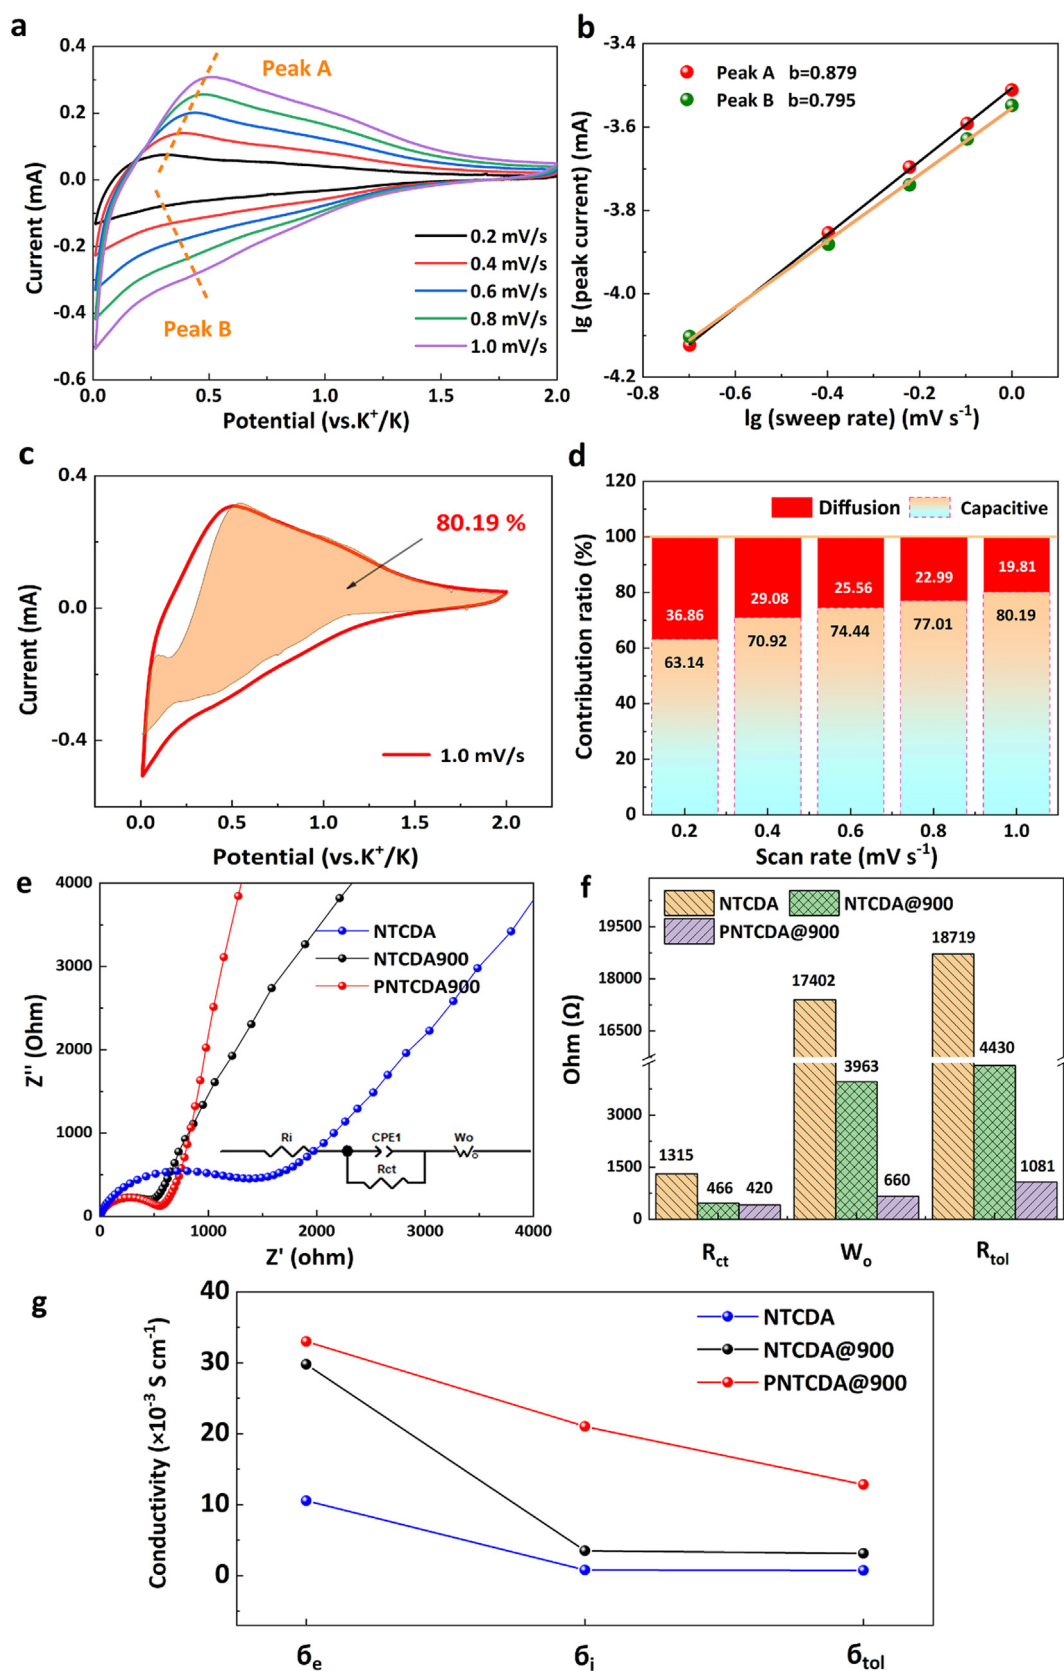 a
0.4
0.2
0.0
-0.2
-0.4
-0.6
Current (mA)
Peak A
Peak B
0.2 mV/s
0.4 mV/s
0.6 mV/s
0.8 mV/s
1.0 mV/s
0.0 0.5 1.0 1.5 2.0
Potential (vs.K⁺/K)
b
-3.4
-3.6
-3.8
-4.0
-4.2
lg (peak current) (mA)
Peak A b=0.879
Peak B b=0.795
-0.8 -0.6 -0.4 -0.2 0.0
lg (sweep rate) (mV s⁻¹)
c
0.4
0.0
-0.4
Current (mA)
80.19 %
1.0 mV/s
0.0 0.5 1.0 1.5 2.0
Potential (vs.K⁺/K)
d
120
100
80
60
40
20
0
Contribution ratio (%)
Diffusion Capacitive
36.86 29.08 25.56 22.99 19.81
63.14 70.92 74.44 77.01 80.19
0.2 0.4 0.6 0.8 1.0
Scan rate (mV s⁻¹)
e
4000
3000
2000
1000
0
Z'' (Ohm)
NTCDA
NTCDA900
PNTCDA900
Ri CPE1 Wo
Rct
0 1000 2000 3000 4000
Z' (ohm)
f
19500
18000
16500
3000
1500
0
Ohm (Ω)
NTCDA NTCDA@900
PNTCDA@900
1315 466 420
17402 3963 660
18719 4430 1081
R_ct W_o R_tol
g
40
30
20
10
0
Conductivity (×10⁻³ S cm⁻¹)
NTCDA
NTCDA@900
PNTCDA@900
б_e б_i б_tol